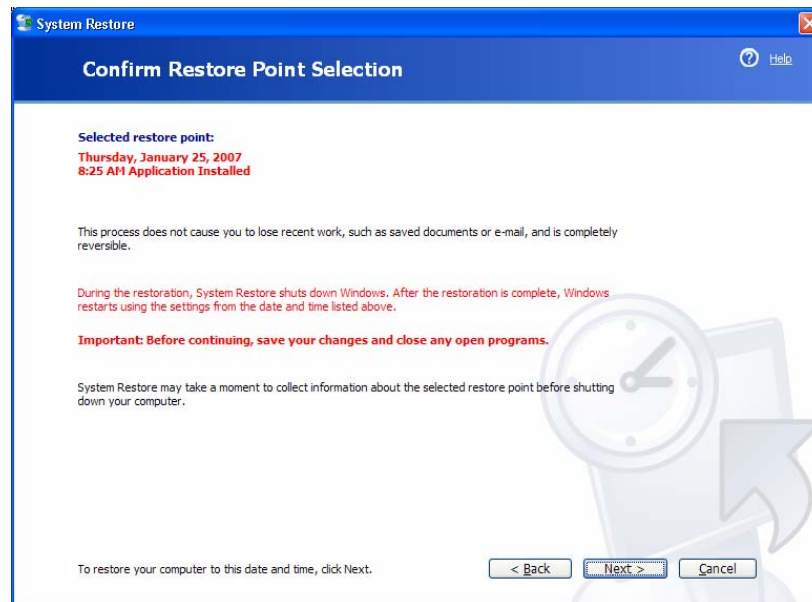 System Restore
Confirm Restore Point Selection
Help
Selected restore point:
Thursday, January 25, 2007
8:25 AM Application Installed
This process does not cause you to lose recent work, such as saved documents or e-mail, and is completely
reversible.
During the restoration, System Restore shuts down Windows. After the restoration is complete, Windows
restarts using the settings from the date and time listed above.
Important: Before continuing, save your changes and close any open programs.
System Restore may take a moment to collect information about the selected restore point before shutting
down your computer.
To restore your computer to this date and time, click Next.
< Back
Next >
Cancel